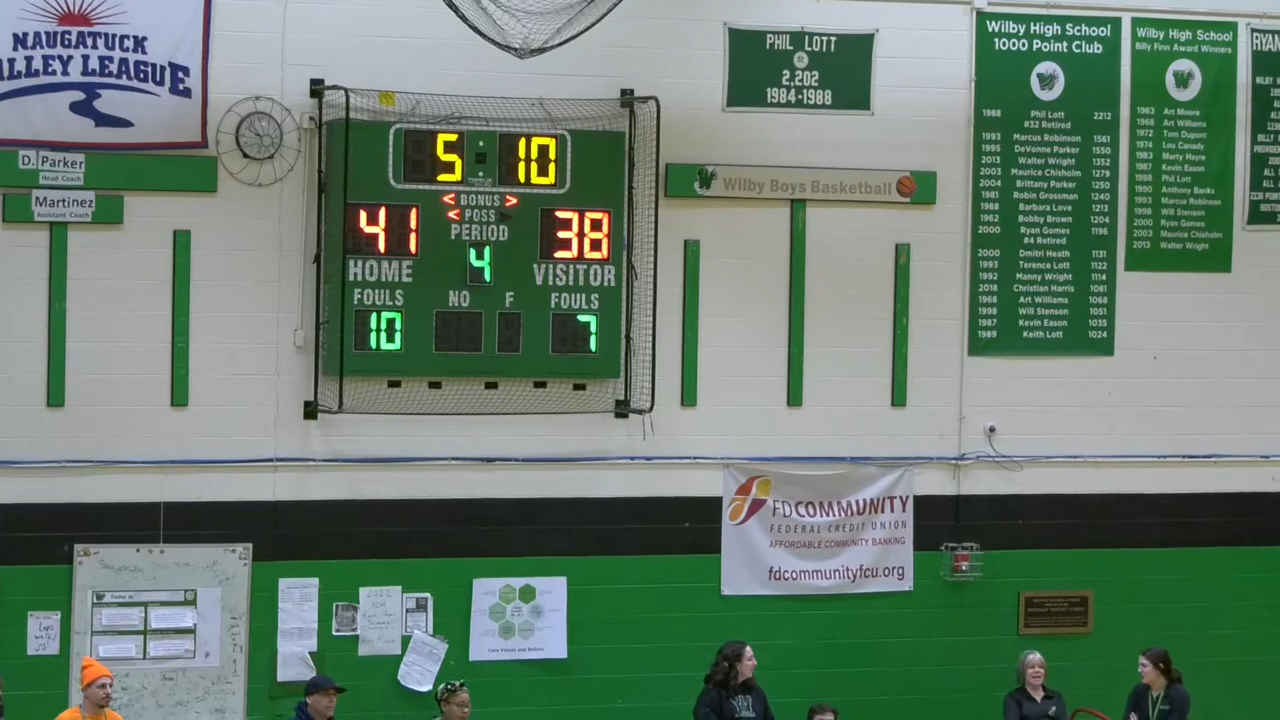 NAUGATUCK
VALLEY LEAGUE
D. Parker
Head Coach
Martinez
Assistant Coach
5:10
BONUS
POSS
PERIOD
41
38
4
HOME
VISITOR
FOULS
NO
F
FOULS
10
7
PHIL LOTT
2,202
1984-1988
Wilby Boys Basketball
Wilby High School
1000 Point Club
1988 Phil Lott 2212
#32 Retired
1993 Marcus Robinson 1561
1995 DeVonne Parker 1550
2013 Walter Wright 1352
2003 Maurice Chisholm 1279
2004 Brittany Parker 1250
1981 Robin Grossman 1240
1988 Barbara Love 1213
1962 Bobby Brown 1204
2000 Ryan Gomes 1196
#4 Retired
2000 Dmitri Heath 1131
1993 Terence Lott 1122
1992 Manny Wright 1114
2018 Christian Harris 1081
1968 Art Williams 1068
1998 Will Stenson 1051
1987 Kevin Eason 1035
1989 Keith Lott 1024
Wilby High School
Billy Finn Award Winners
1963 Art Moore
1968 Art Williams
1972 Tom Dupont
1974 Lou Canady
1983 Marty Hayre
1987 Kevin Eason
1988 Phil Lott
1990 Anthony Banks
1993 Marcus Robinson
1998 Will Stenson
2000 Ryan Gomes
2003 Maurice Chisholm
2013 Walter Wright
RYAN
FDCOMMUNITY
FEDERAL CREDIT UNION
AFFORDABLE COMMUNITY BANKING
fdcommunityfcu.org
Today is
2022
Laps
Core Values and Beliefs